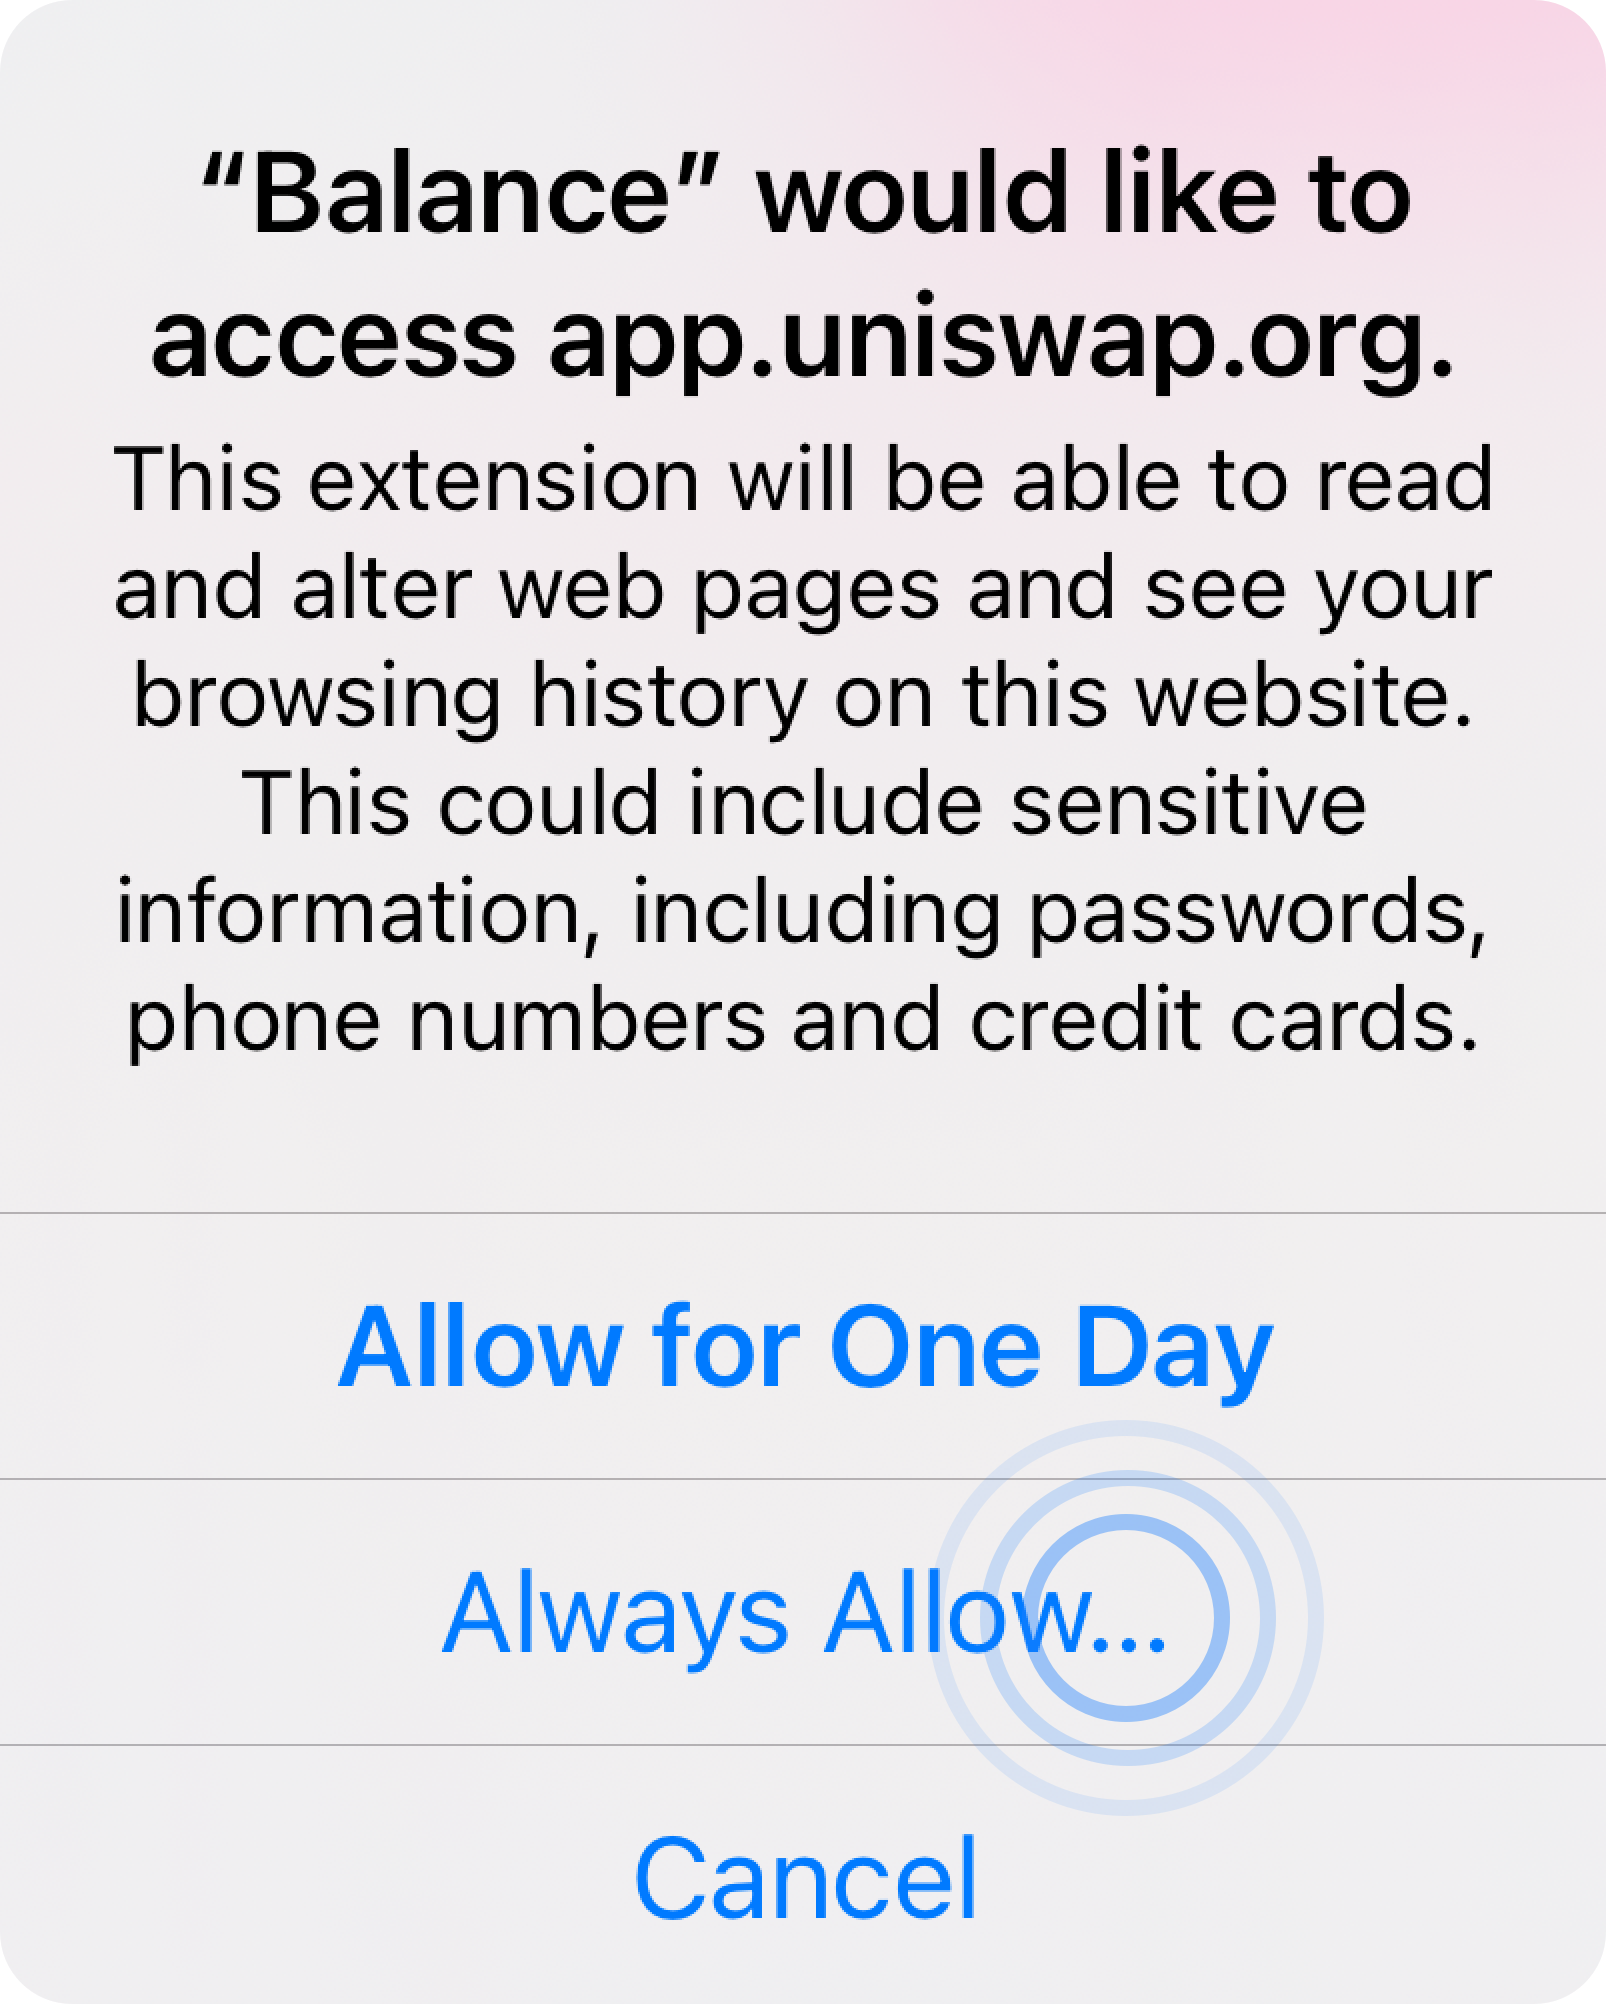 “Balance” would like to
access app.uniswap.org.
This extension will be able to read
and alter web pages and see your
browsing history on this website.
This could include sensitive
information, including passwords,
phone numbers and credit cards.
Allow for One Day
Always Allow...
Cancel